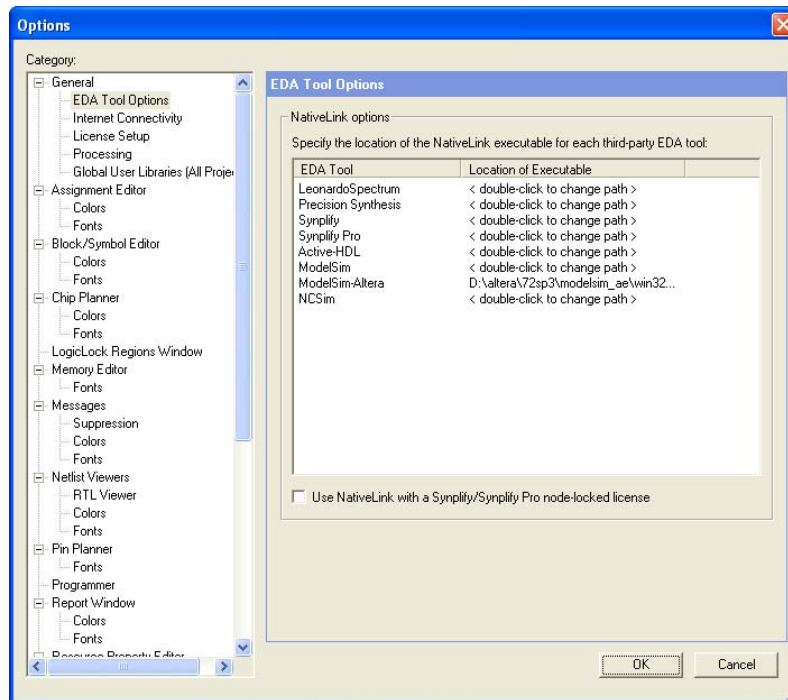 Options
Category:
General
EDA Tool Options
Internet Connectivity
License Setup
Processing
Global User Libraries (All Proje
Assignment Editor
Colors
Fonts
Block/Symbol Editor
Colors
Fonts
Chip Planner
Colors
Fonts
LogicLock Regions Window
Memory Editor
Fonts
Messages
Suppression
Colors
Fonts
Netlist Viewers
RTL Viewer
Colors
Fonts
Pin Planner
Fonts
Programmer
Report Window
Colors
Fonts
Resource Property Editor
EDA Tool Options
NativeLink options
Specify the location of the NativeLink executable for each third-party EDA tool:
EDA Tool Location of Executable
LeonardoSpectrum < double-click to change path >
Precision Synthesis < double-click to change path >
Synplify < double-click to change path >
Synplify Pro < double-click to change path >
Active-HDL < double-click to change path >
ModelSim < double-click to change path >
ModelSim-Altera D:\altera\72sp3\modelsim_ae\win32...
NCSim < double-click to change path >
Use NativeLink with a Synplify/Synplify Pro node-locked license
OK Cancel